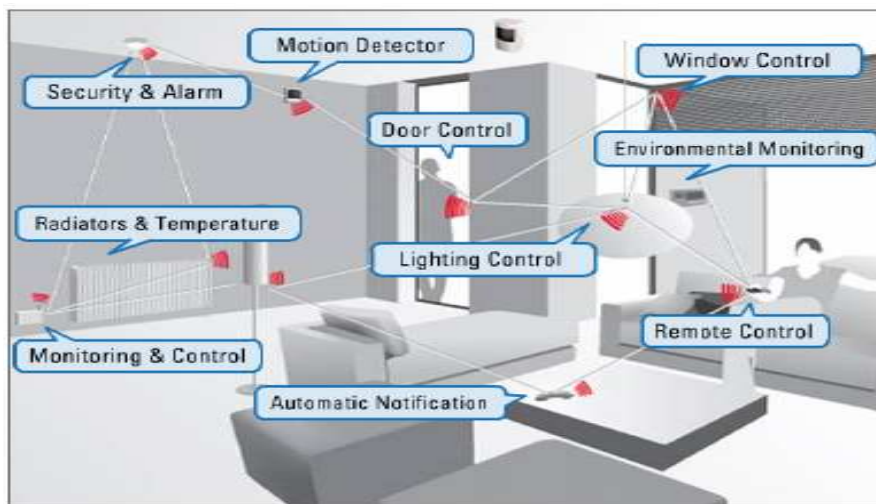 Motion Detector
Window Control
Security & Alarm
Door Control
Environmental Monitoring
Radiators & Temperature
Lighting Control
Remote Control
Monitoring & Control
Automatic Notification